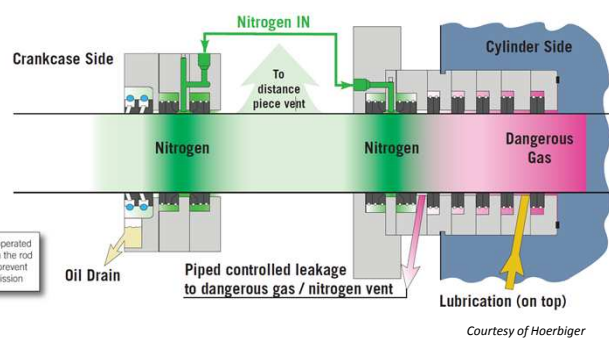 Nitrogen IN
Crankcase Side
Cylinder Side
To
distance
piece vent
Nitrogen
Nitrogen
Dangerous
Gas
perated
the rod
prevent
ission
Oil Drain
Piped controlled leakage
to dangerous gas / nitrogen vent
Lubrication (on top)
Courtesy of Hoerbiger